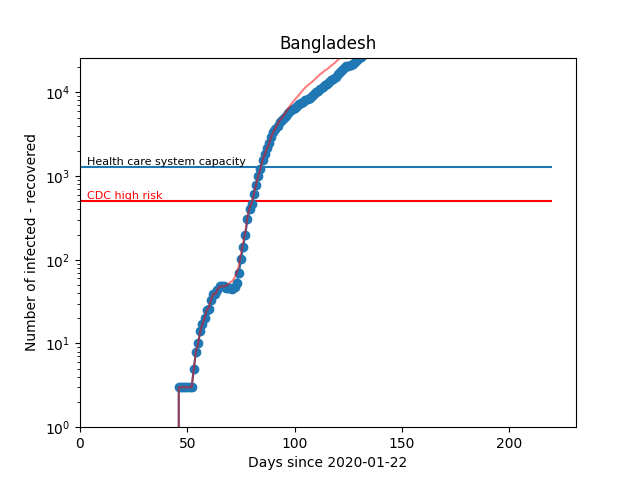 Bangladesh
Number of infected - recovered
10^4
10^3
10^2
10^1
10^0
Health care system capacity
CDC high risk
0 50 100 150 200
Days since 2020-01-22